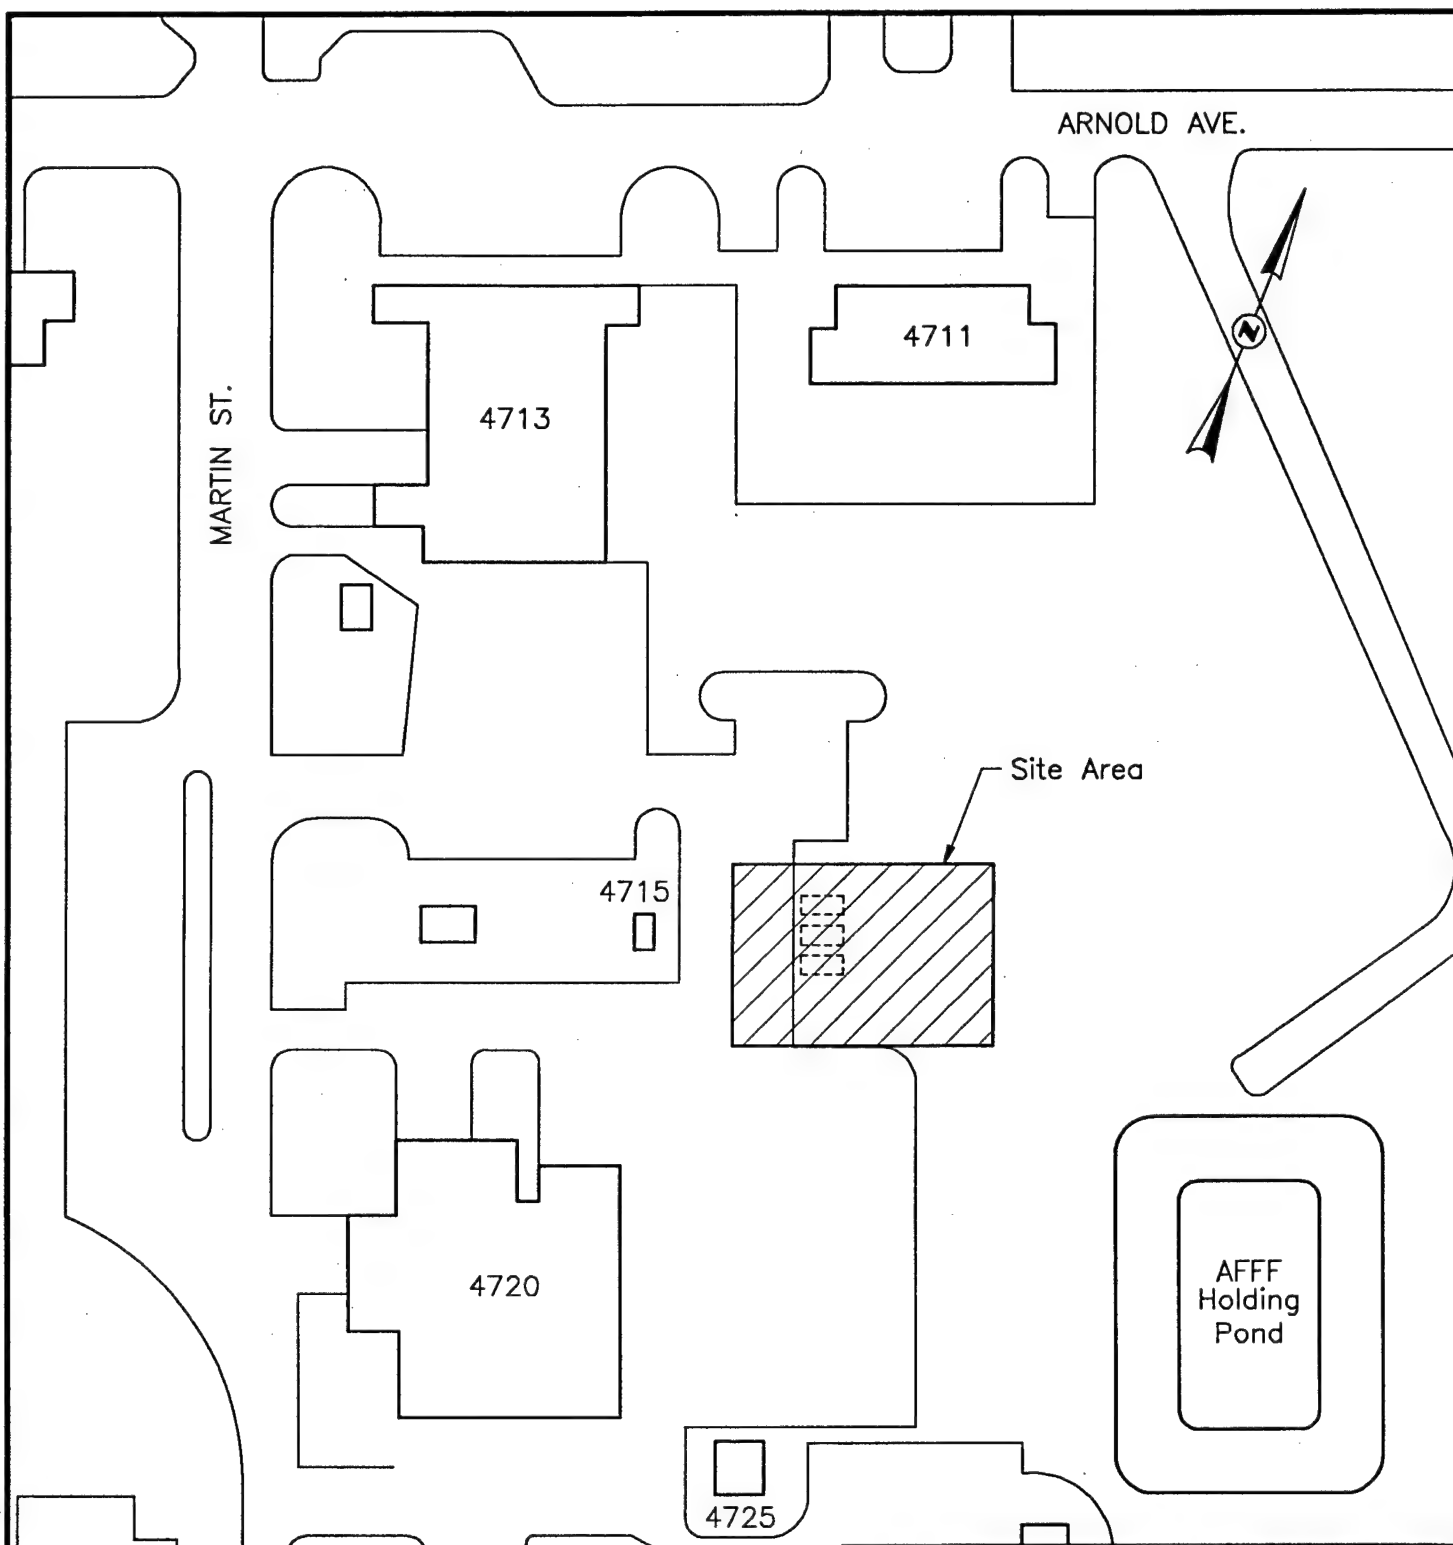 ARNOLD AVE.
4711
4713
MARTIN ST.
N
Site Area
4715
4720
AFFF
Holding
Pond
4725